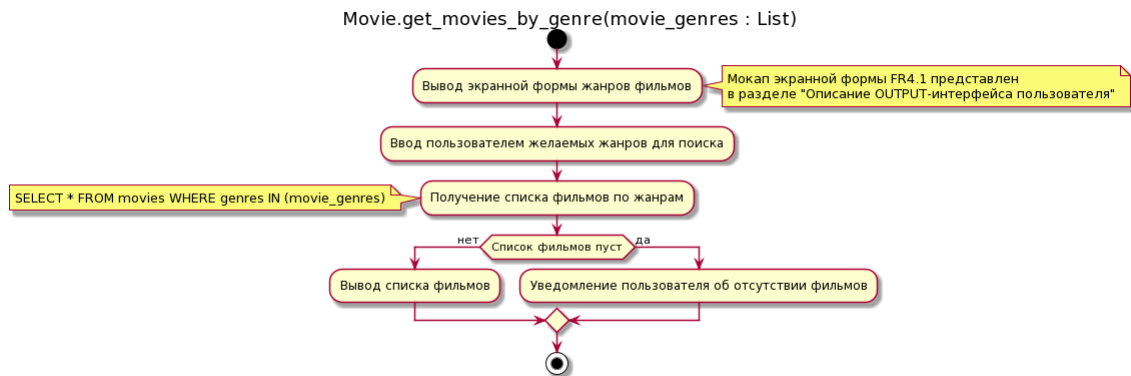 Movie.get_movies_by_genre(movie_genres : List)
Вывод экранной формы жанров фильмов
Мокап экранной формы FR4.1 представлен
в разделе "Описание OUTPUT-интерфейса пользователя"
Ввод пользователем желаемых жанров для поиска
SELECT * FROM movies WHERE genres IN (movie_genres)
Получение списка фильмов по жанрам
нет
Список фильмов пуст
да
Вывод списка фильмов
Уведомление пользователя об отсутствии фильмов